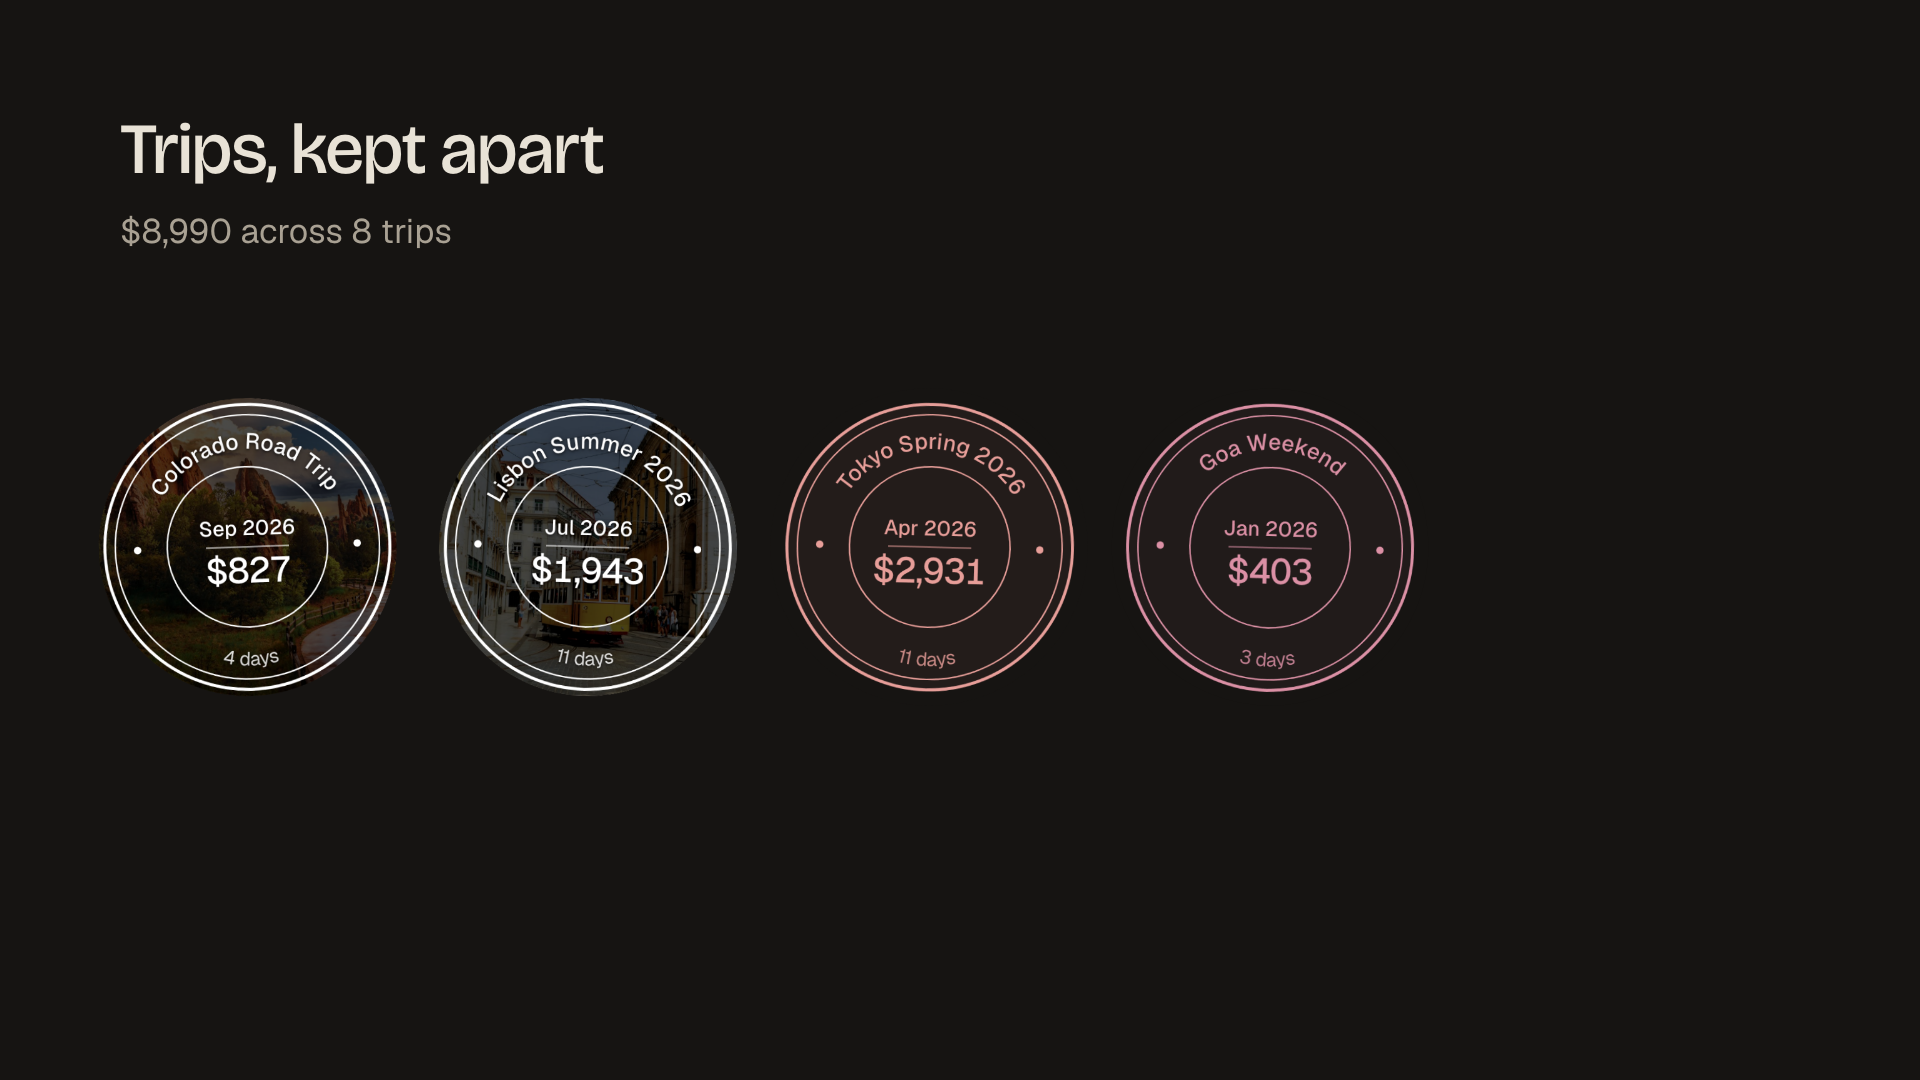 Trips, kept apart
$8,990 across 8 trips
Colorado Road Trip
Sep 2026
$827
4 days
Lisbon Summer 2026
Jul 2026
$1,943
11 days
Tokyo Spring 2026
Apr 2026
$2,931
11 days
Goa Weekend
Jan 2026
$403
3 days